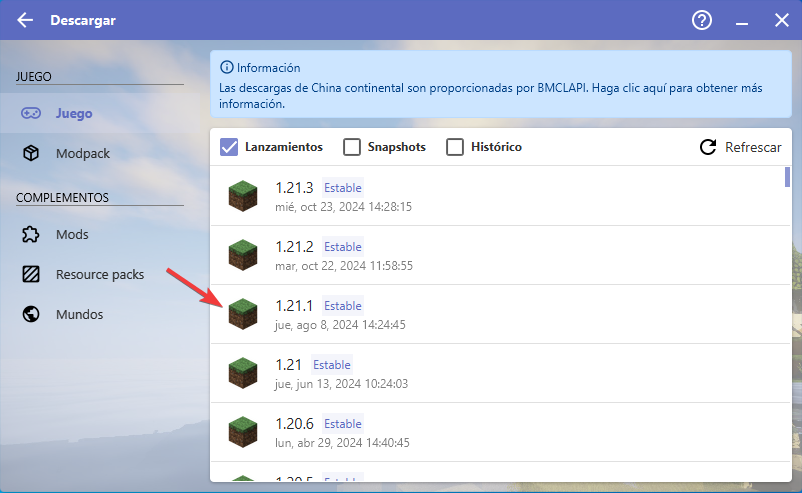 Descargar
JUEGO
Juego
Modpack
COMPLEMENTOS
Mods
Resource packs
Mundos
Información
Las descargas de China continental son proporcionadas por BMCLAPI. Haga clic aquí para obtener más
información.
Lanzamientos Snapshots Histórico Refrescar
1.21.3 Estable
mié, oct 23, 2024 14:28:15
1.21.2 Estable
mar, oct 22, 2024 11:58:55
1.21.1 Estable
jue, ago 8, 2024 14:24:45
1.21 Estable
jue, jun 13, 2024 10:24:03
1.20.6 Estable
lun, abr 29, 2024 14:40:45
1.20.5 Estable